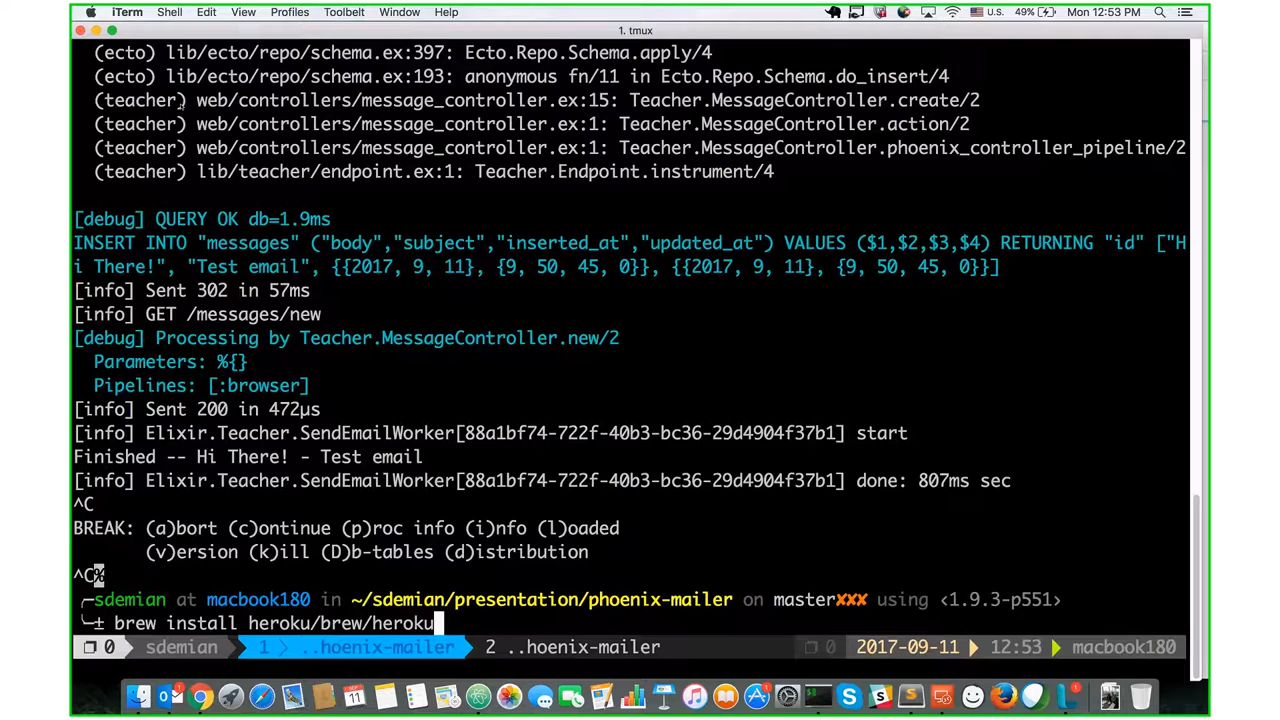 iTerm Shell Edit View Profiles Toolbelt Window Help U.S. 49% Mon 12:53 PM
1. tmux
(ecto) lib/ecto/repo/schema.ex:397: Ecto.Repo.Schema.apply/4
(ecto) lib/ecto/repo/schema.ex:193: anonymous fn/11 in Ecto.Repo.Schema.do_insert/4
(teacher) web/controllers/message_controller.ex:15: Teacher.MessageController.create/2
(teacher) web/controllers/message_controller.ex:1: Teacher.MessageController.action/2
(teacher) web/controllers/message_controller.ex:1: Teacher.MessageController.phoenix_controller_pipeline/2
(teacher) lib/teacher/endpoint.ex:1: Teacher.Endpoint.instrument/4
[debug] QUERY OK db=1.9ms
INSERT INTO "messages" ("body","subject","inserted_at","updated_at") VALUES ($1,$2,$3,$4) RETURNING "id" ["H
i There!", "Test email", {{2017, 9, 11}, {9, 50, 45, 0}}, {{2017, 9, 11}, {9, 50, 45, 0}}]
[info] Sent 302 in 57ms
[info] GET /messages/new
[debug] Processing by Teacher.MessageController.new/2
Parameters: %{}
Pipelines: [:browser]
[info] Sent 200 in 472µs
[info] Elixir.Teacher.SendEmailWorker[88a1bf74-722f-40b3-bc36-29d4904f37b1] start
Finished -- Hi There! - Test email
[info] Elixir.Teacher.SendEmailWorker[88a1bf74-722f-40b3-bc36-29d4904f37b1] done: 807ms sec
^C
BREAK: (a)bort (c)ontinue (p)roc info (i)nfo (l)oaded
(v)ersion (k)ill (D)b-tables (d)istribution
^C%
╭─sdemian at macbook180 in ~/sdemian/presentation/phoenix-mailer on master✘✘✘ using ‹1.9.3-p551›
╰─± brew install heroku/brew/heroku
❐ 0 sdemian 1 ..hoenix-mailer 2 ..hoenix-mailer ❐ 0 2017-09-11 12:53 macbook180